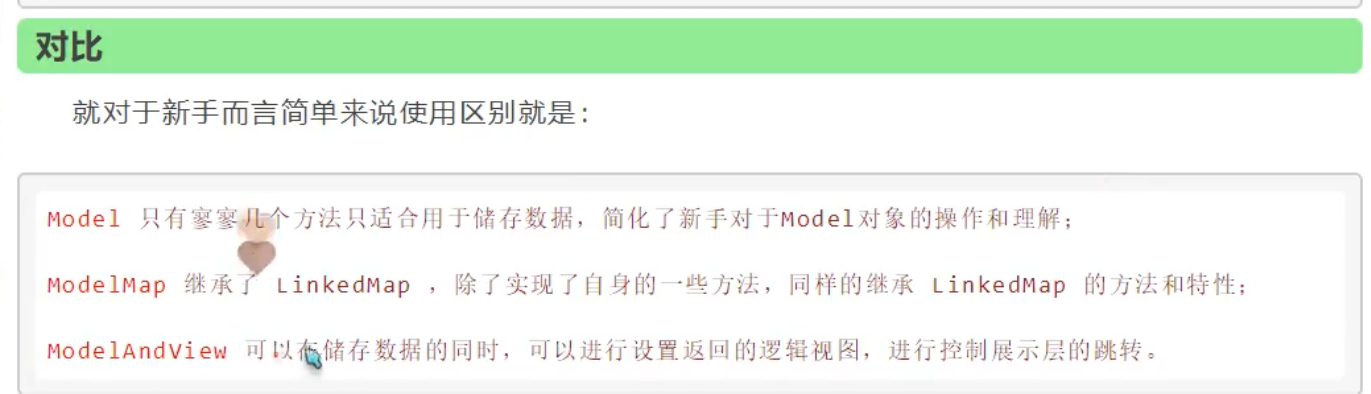 对比
就对于新手而言简单来说使用区别就是：
Model 只有寥寥几个方法只适合用于储存数据，简化了新手对于Model对象的操作和理解；
ModelMap 继承了 LinkedMap ，除了实现了自身的一些方法，同样的继承 LinkedMap 的方法和特性；
ModelAndView 可以在储存数据的同时，可以进行设置返回的逻辑视图，进行控制展示层的跳转。